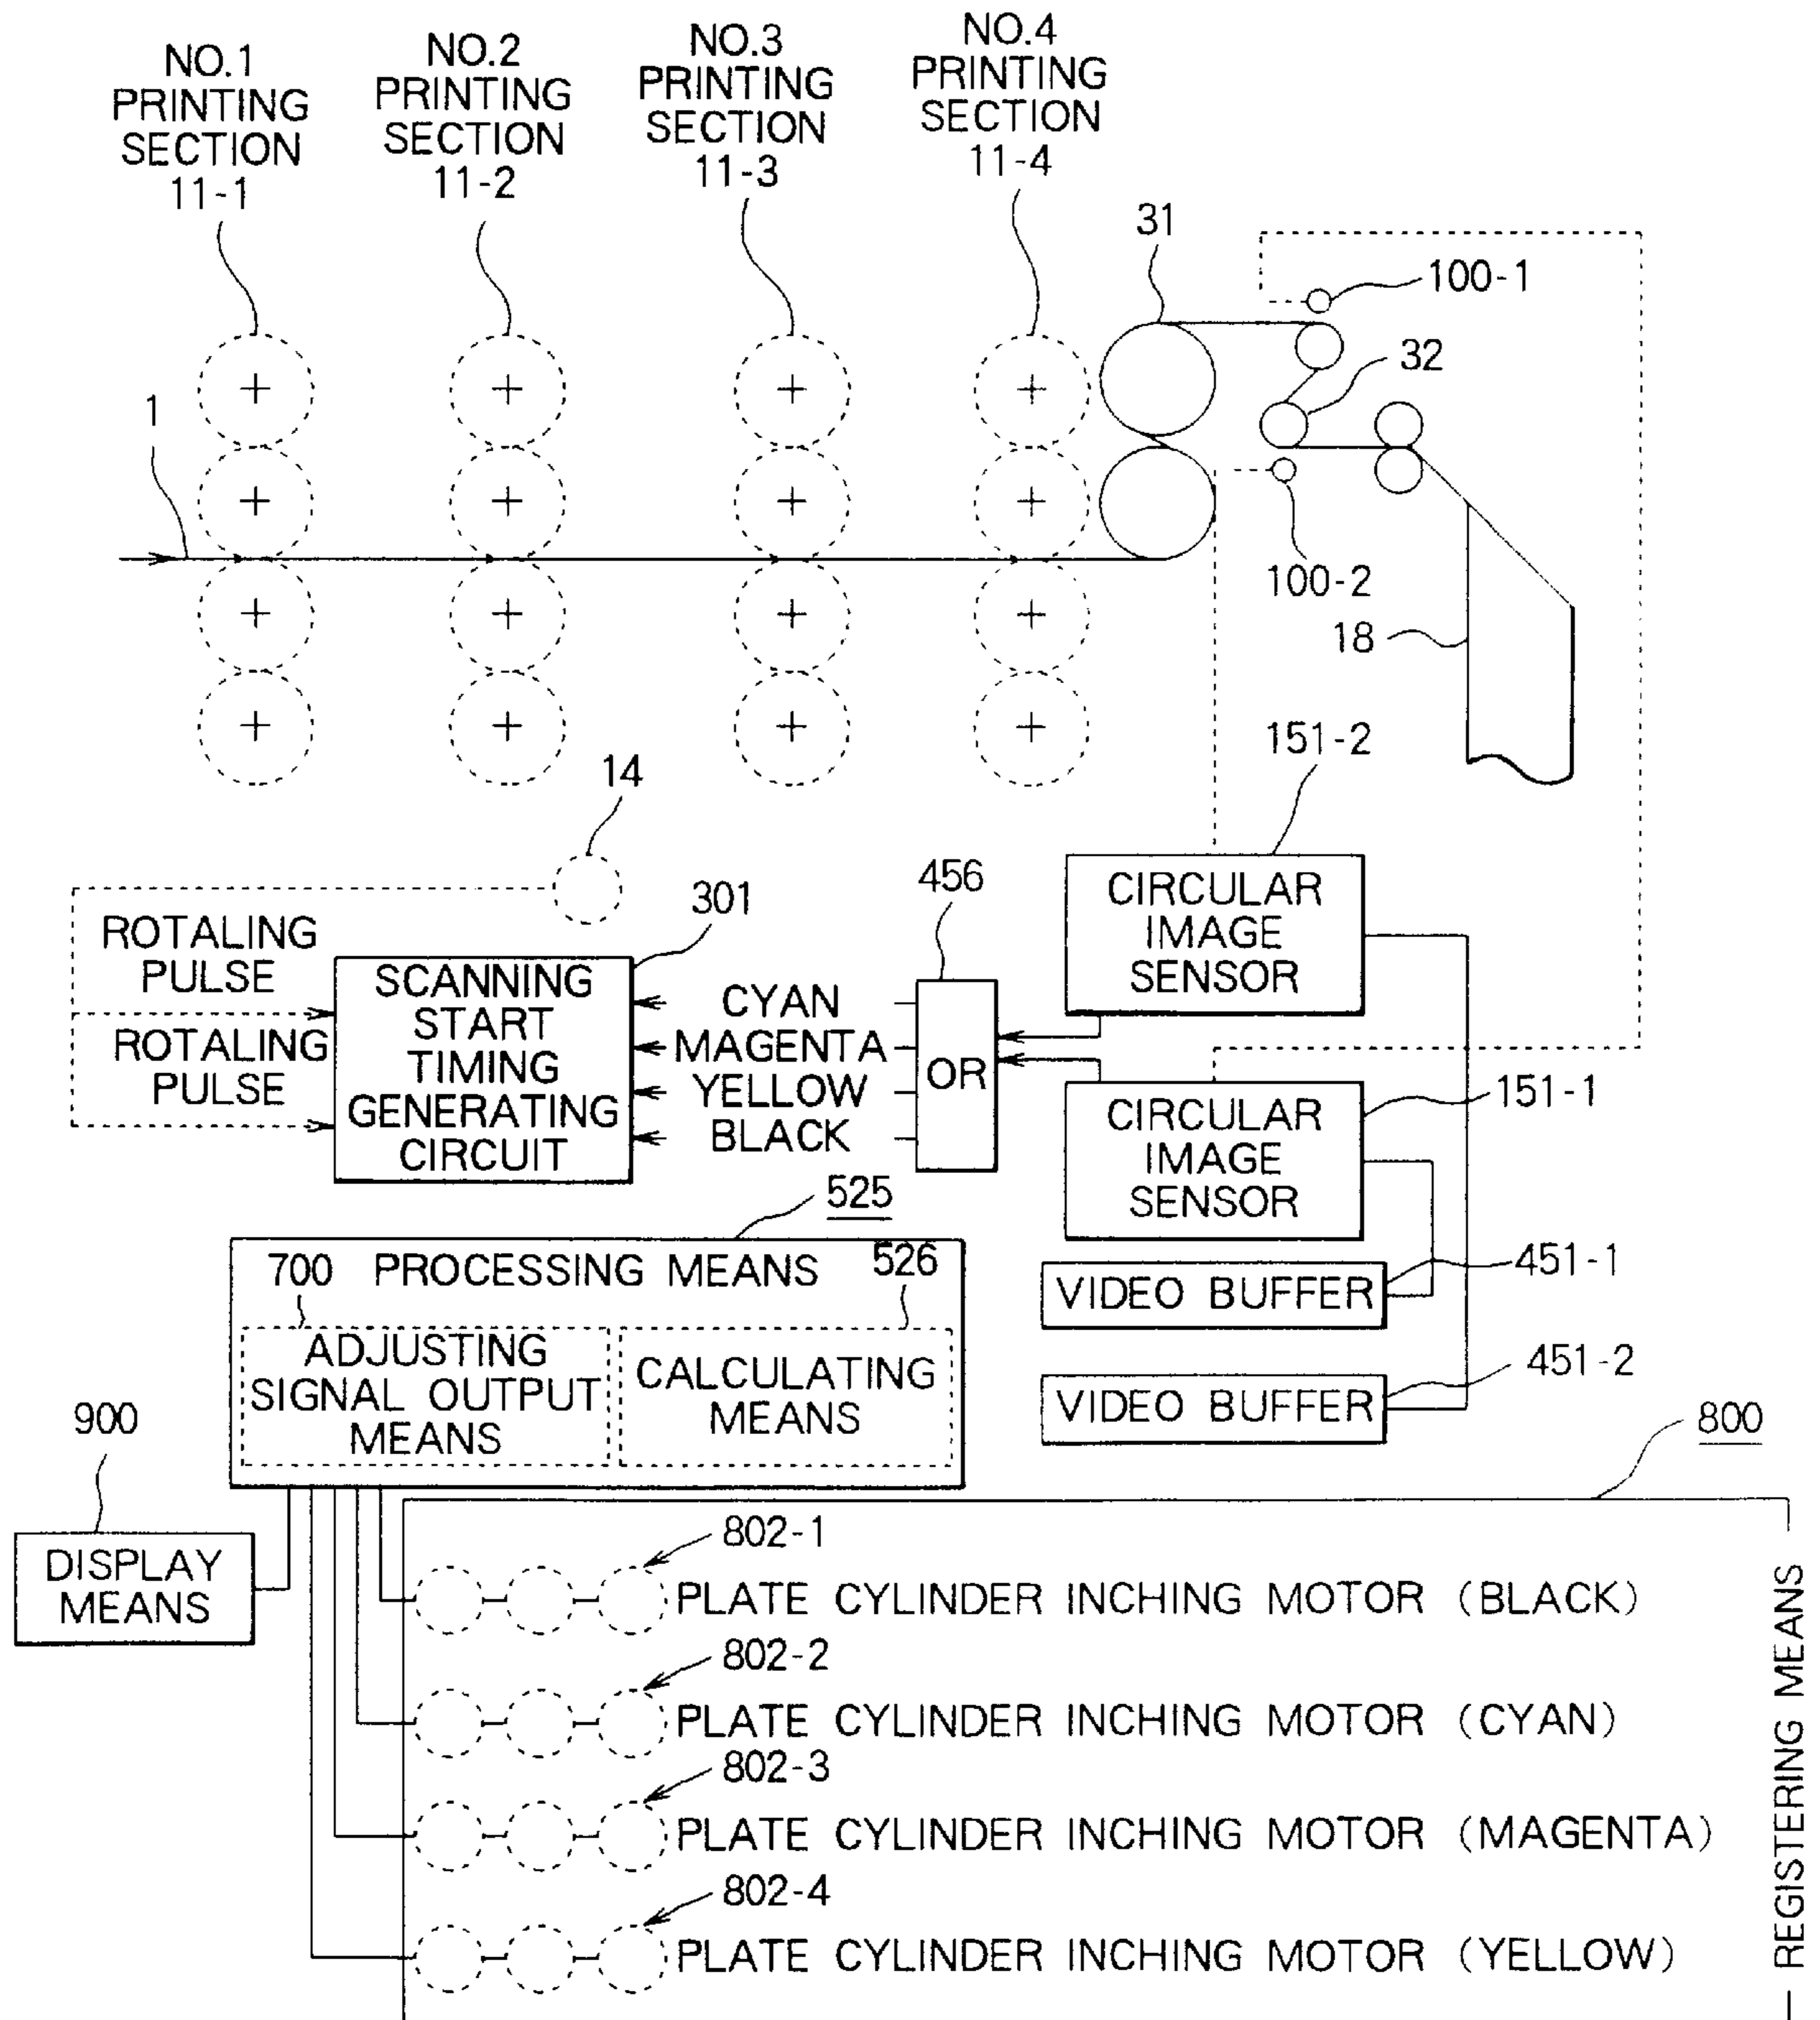 NO.1
PRINTING
SECTION
11-1
NO.2
PRINTING
SECTION
11-2
NO.3
PRINTING
SECTION
11-3
NO.4
PRINTING
SECTION
11-4
31
100-1
32
1
100-2
18
151-2
14
456
301
CIRCULAR
IMAGE
SENSOR
ROTALING
PULSE
ROTALING
PULSE
SCANNING
START
TIMING
GENERATING
CIRCUIT
CYAN
MAGENTA
YELLOW
BLACK
OR
151-1
CIRCULAR
IMAGE
SENSOR
525
700 PROCESSING MEANS 526
ADJUSTING
SIGNAL OUTPUT
MEANS
CALCULATING
MEANS
VIDEO BUFFER
451-1
VIDEO BUFFER
451-2
900
800
DISPLAY
MEANS
802-1
PLATE CYLINDER INCHING MOTOR (BLACK)
802-2
PLATE CYLINDER INCHING MOTOR (CYAN)
802-3
PLATE CYLINDER INCHING MOTOR (MAGENTA)
802-4
PLATE CYLINDER INCHING MOTOR (YELLOW)
REGISTERING MEANS